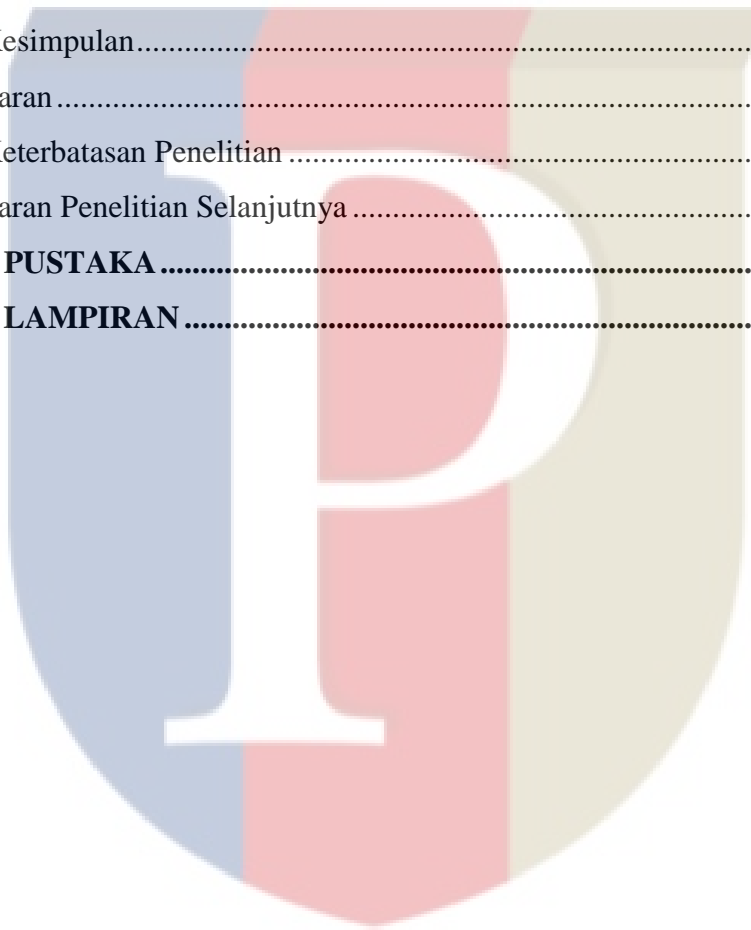 esimpulan..........................................................................
aran....................................................................................
eterbatasan Penelitian.........................................................
aran Penelitian Selanjutnya.................................................
PUSTAKA.........................................................................
LAMPIRAN......................................................................
P